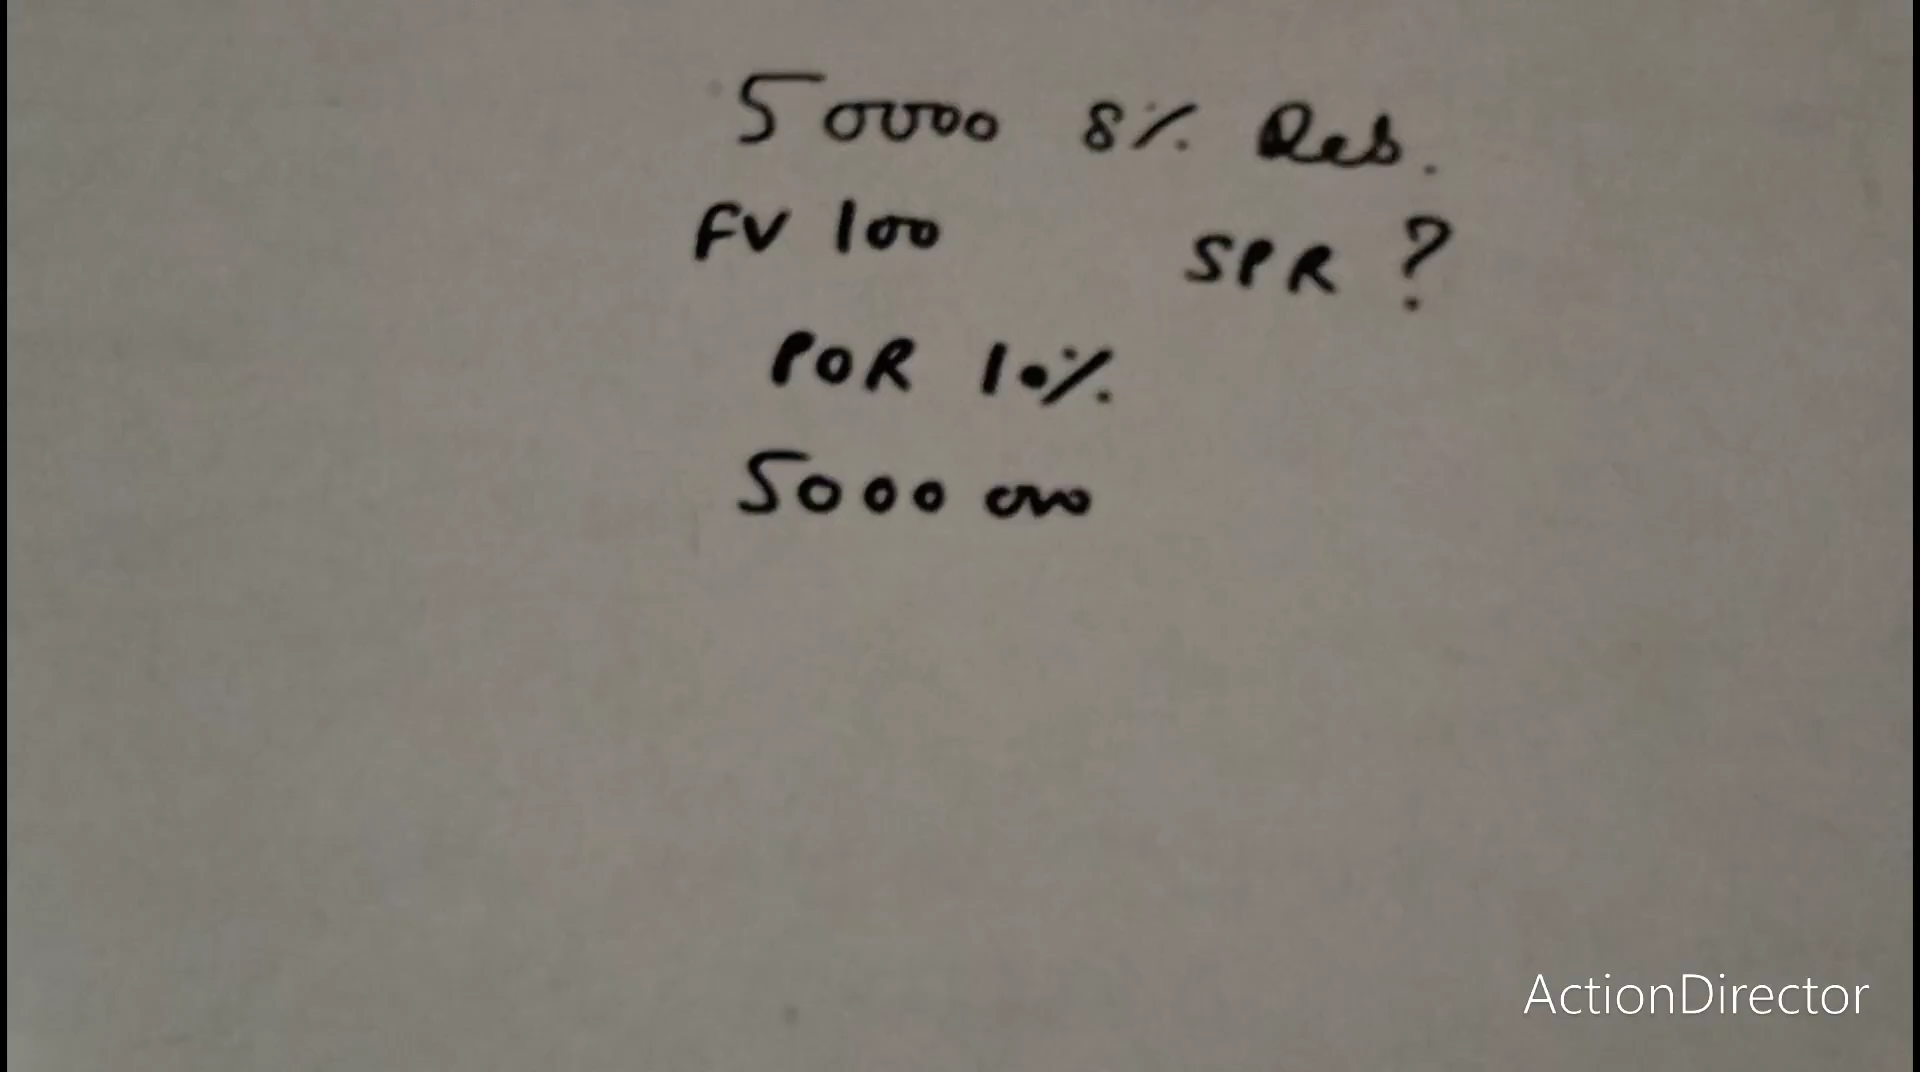 50000 8% Deb.
FV 100 SPR ?
POR 10%
5000 000
ActionDirector